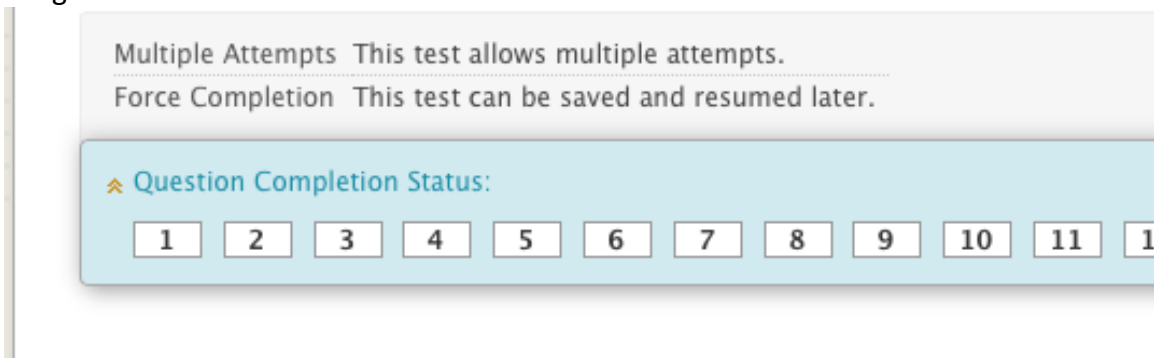 Multiple Attempts This test allows multiple attempts.
Force Completion This test can be saved and resumed later.
Question Completion Status:
1 2 3 4 5 6 7 8 9 10 11